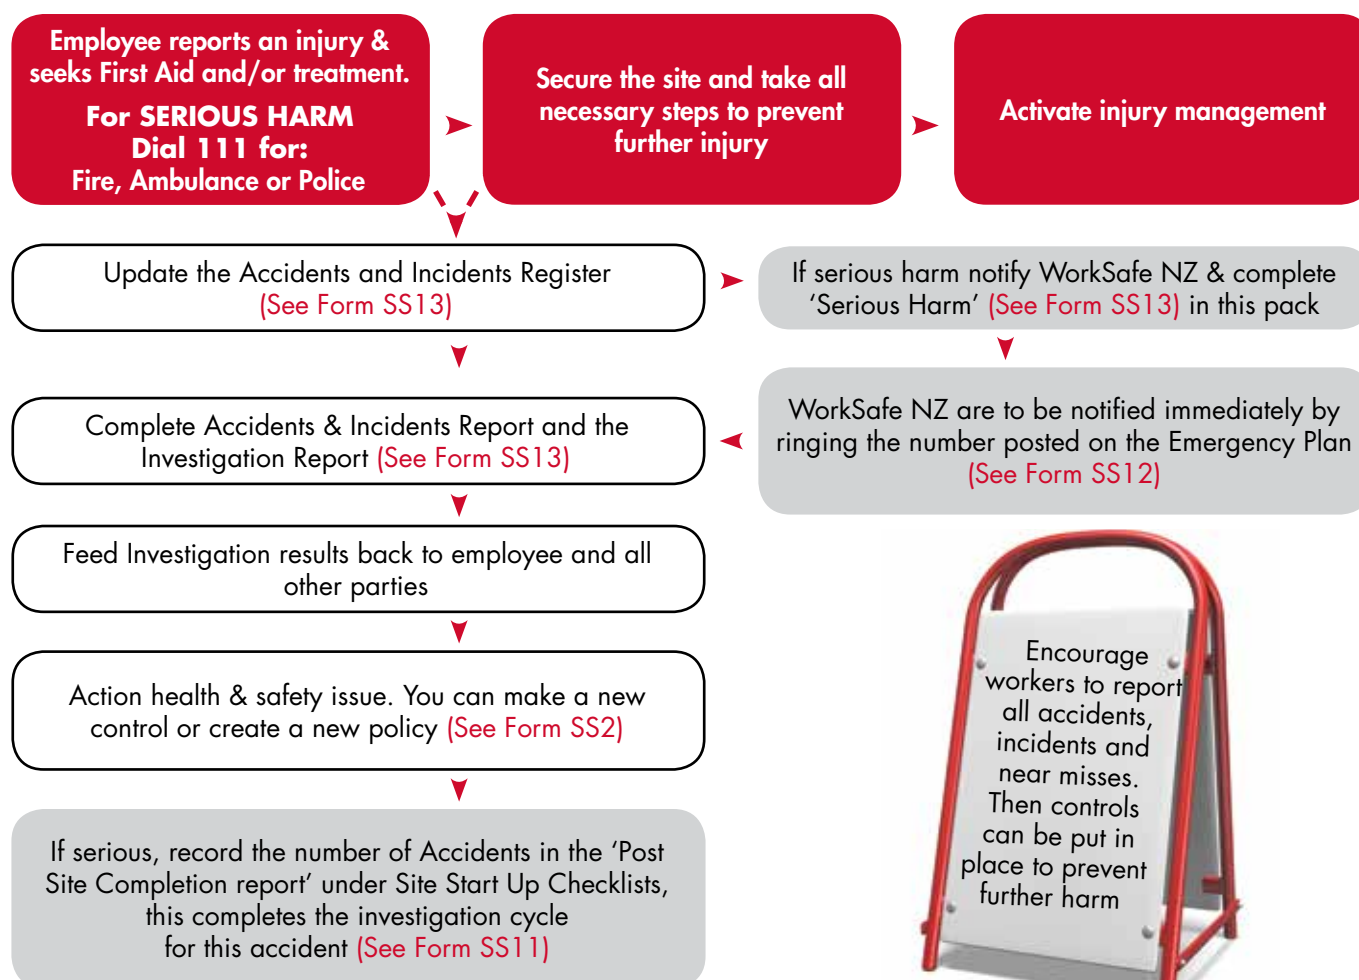 Employee reports an injury &
seeks First Aid and/or treatment.
For SERIOUS HARM
Dial 111 for:
Fire, Ambulance or Police
Secure the site and take all
necessary steps to prevent
further injury
Activate injury management
Update the Accidents and Incidents Register
(See Form SS13)
If serious harm notify WorkSafe NZ & complete
‘Serious Harm’ (See Form SS13) in this pack
WorkSafe NZ are to be notified immediately by
ringing the number posted on the Emergency Plan
(See Form SS12)
Complete Accidents & Incidents Report and the
Investigation Report (See Form SS13)
Feed Investigation results back to employee and all
other parties
Action health & safety issue. You can make a new
control or create a new policy (See Form SS2)
If serious, record the number of Accidents in the ‘Post
Site Completion report’ under Site Start Up Checklists,
this completes the investigation cycle
for this accident (See Form SS11)
Encourage
workers to report
all accidents,
incidents and
near misses.
Then controls
can be put in
place to prevent
further harm